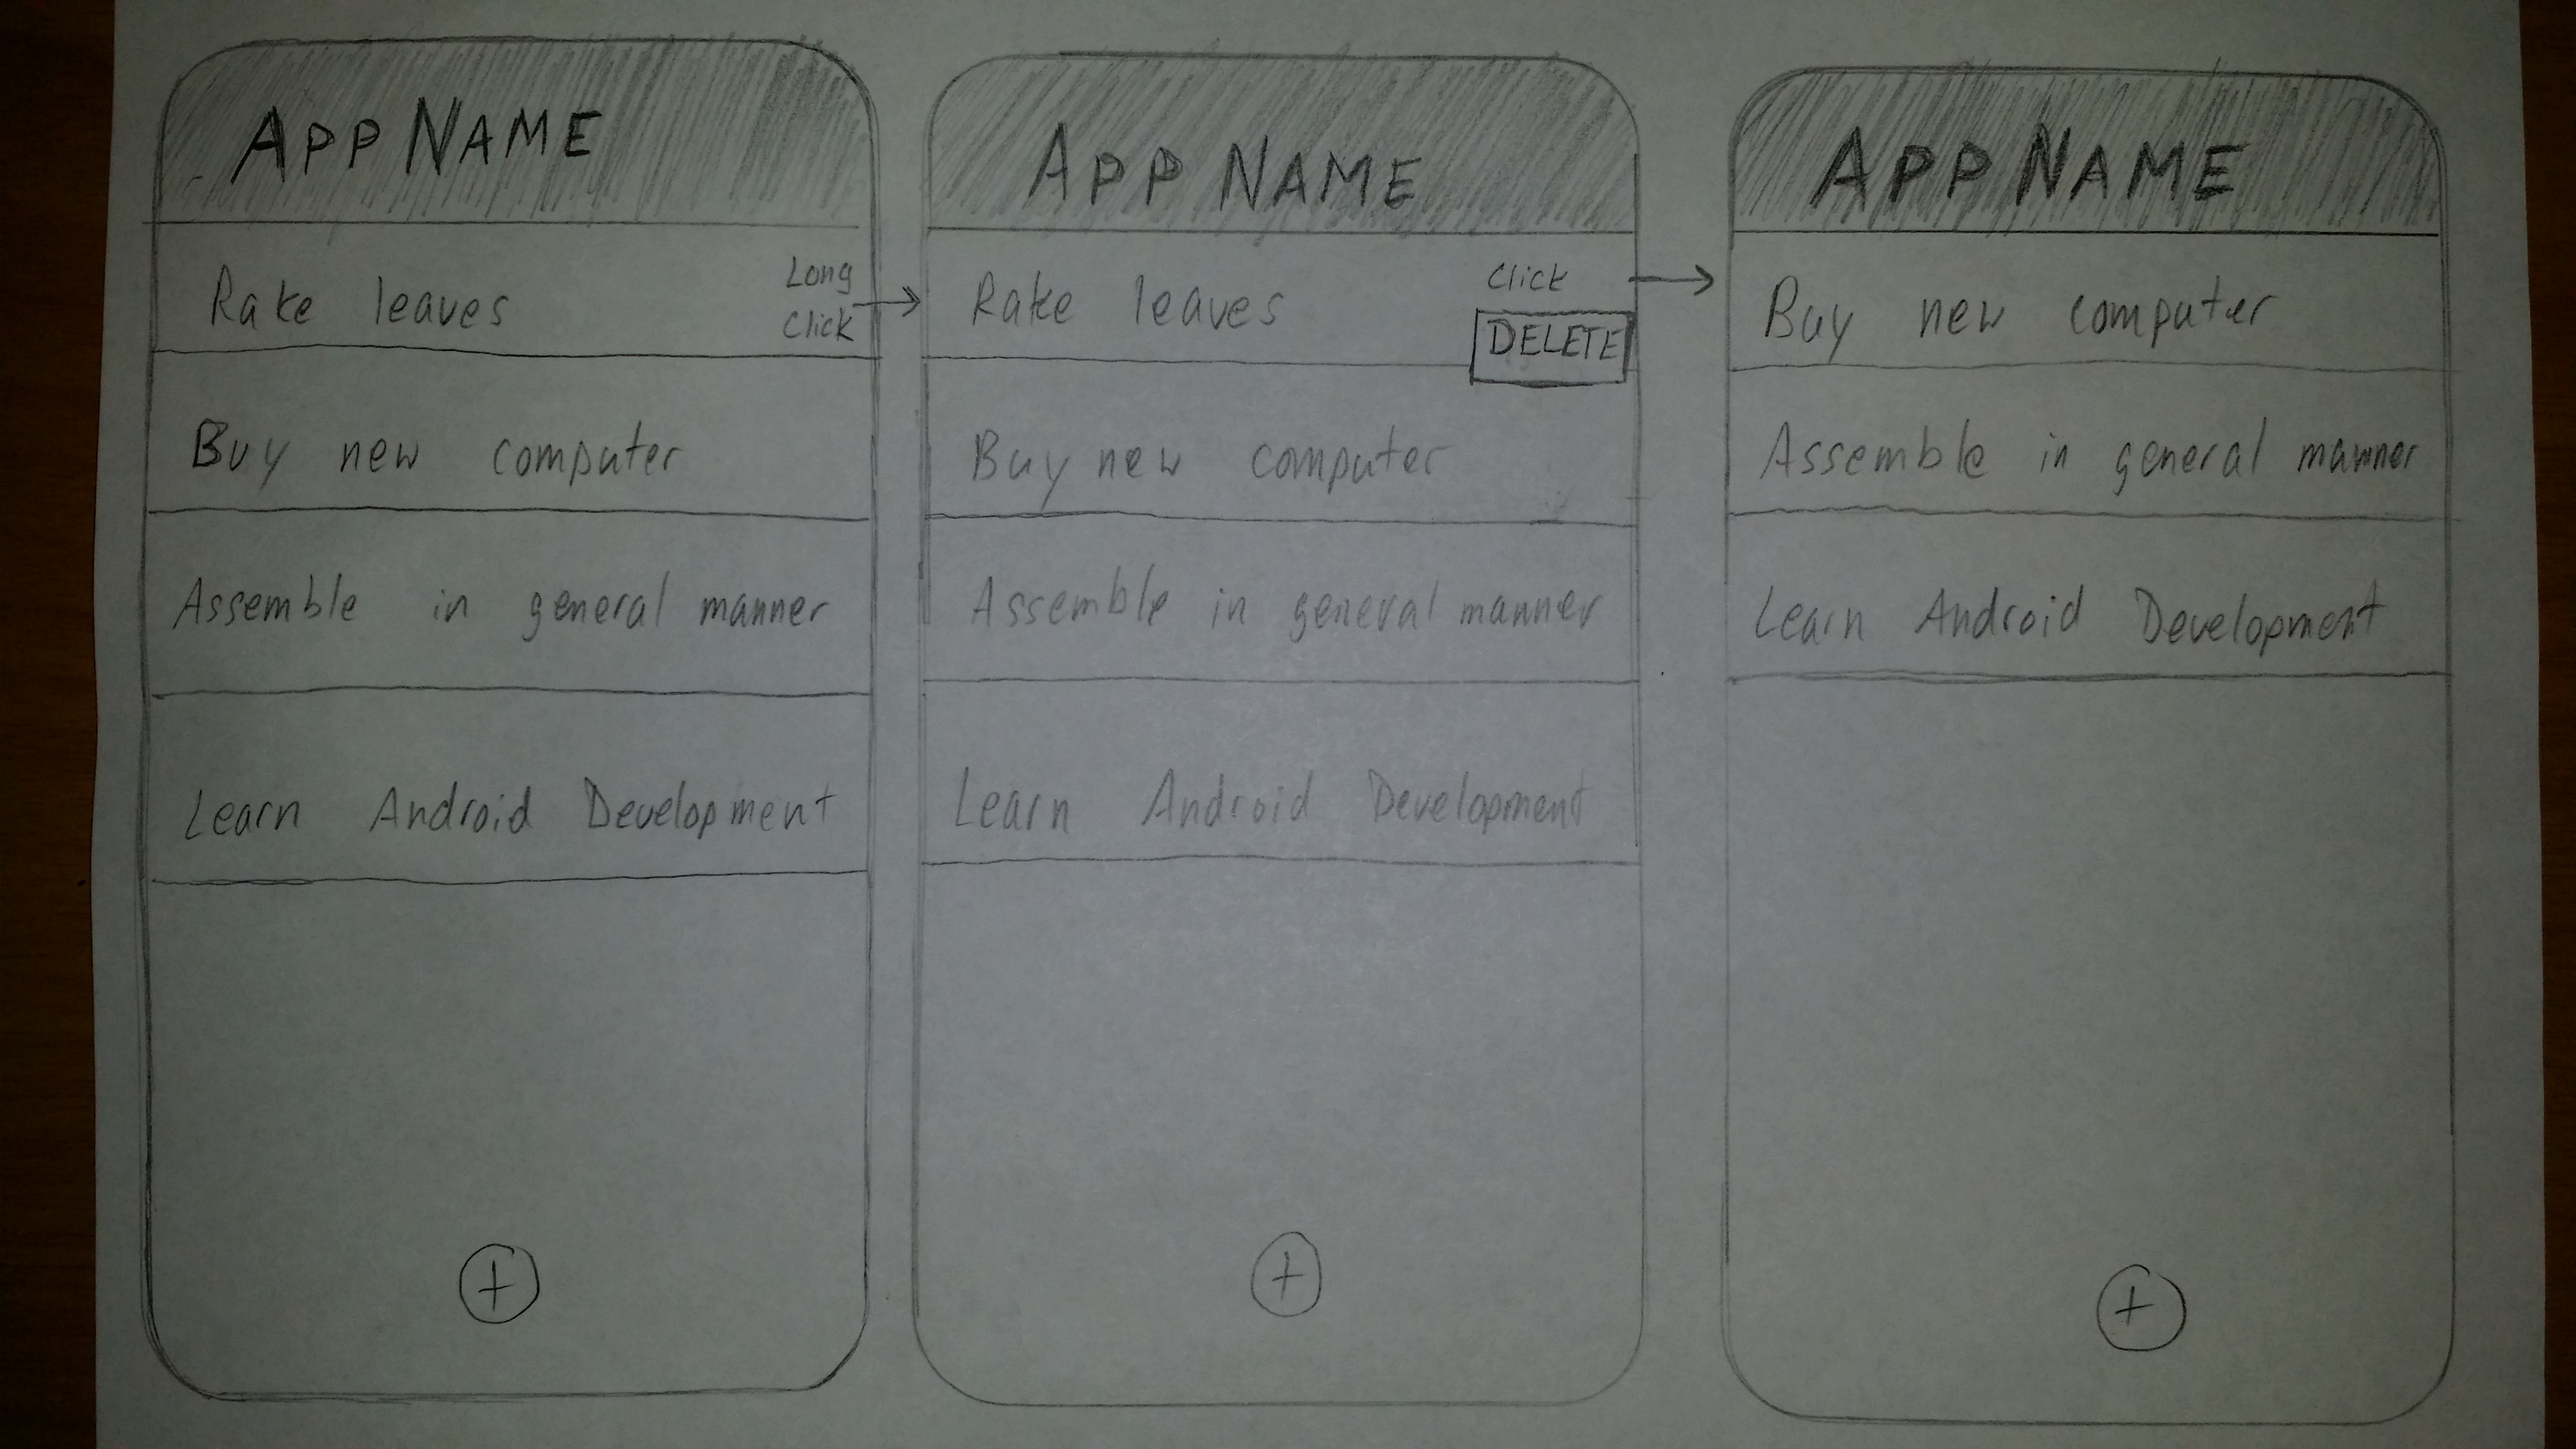 APP NAME
Rake leaves
Long
Click
Buy new computer
Assemble in general manner
Learn Android Development
+
APP NAME
Rake leaves
Click
DELETE
Buy new computer
Assemble in general manner
Learn Android Development
+
APP NAME
Buy new computer
Assemble in general manner
Learn Android Development
+